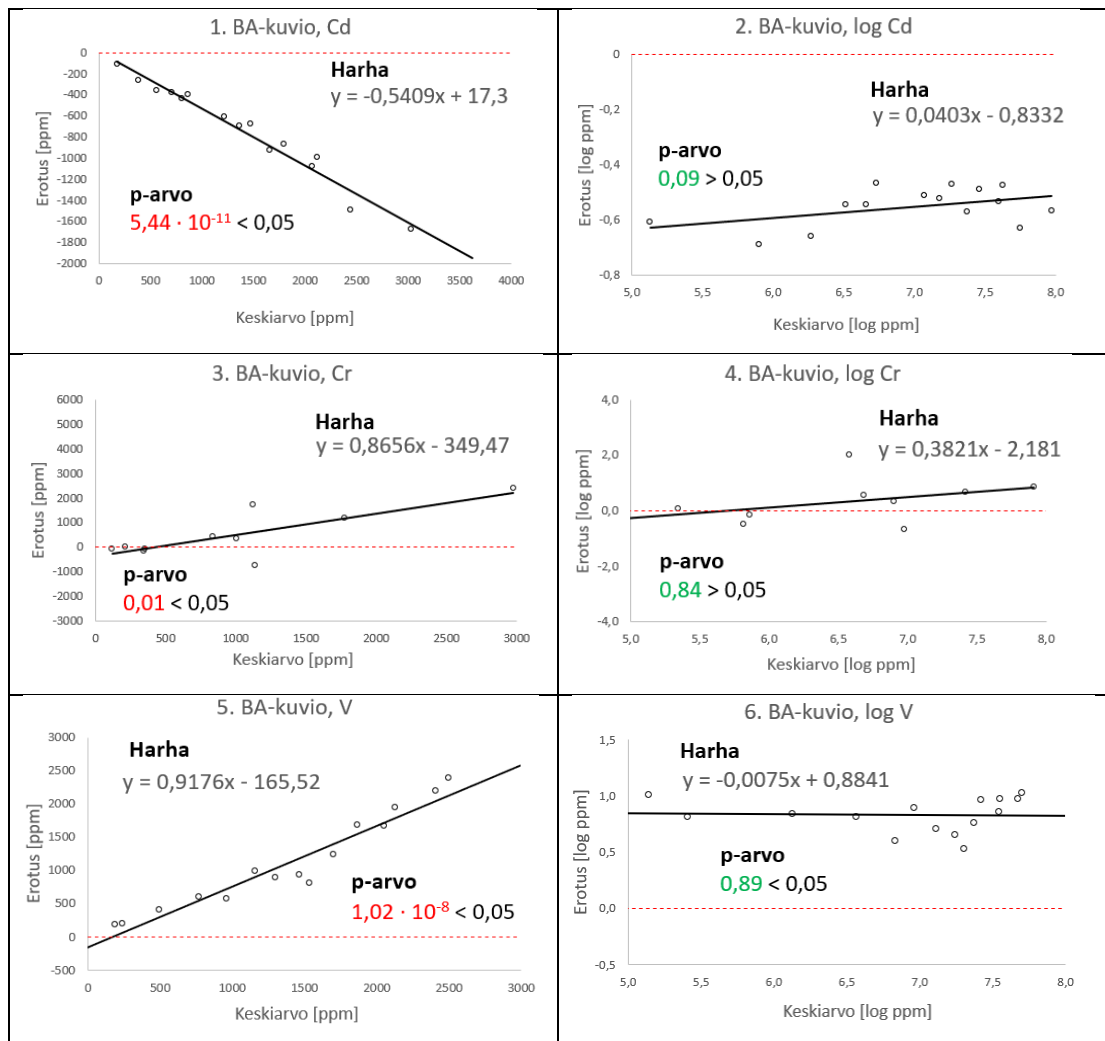 1. BA-kuvio, Cd
Harha
y = -0,5409x + 17,3
p-arvo
5,44 · 10⁻¹¹ < 0,05
Erotus [ppm]
0
-200
-400
-600
-800
-1000
-1200
-1400
-1600
-1800
-2000
0 500 1000 1500 2000 2500 3000 3500 4000
Keskiarvo [ppm]
2. BA-kuvio, log Cd
Harha
y = 0,0403x - 0,8332
p-arvo
0,09 > 0,05
Erotus [log ppm]
0
-0,2
-0,4
-0,6
-0,8
5,0 5,5 6,0 6,5 7,0 7,5 8,0
Keskiarvo [log ppm]
3. BA-kuvio, Cr
Harha
y = 0,8656x - 349,47
p-arvo
0,01 < 0,05
Erotus [ppm]
6000
5000
4000
3000
2000
1000
0
-1000
-2000
-3000
0 500 1000 1500 2000 2500 3000
Keskiarvo [ppm]
4. BA-kuvio, log Cr
Harha
y = 0,3821x - 2,181
p-arvo
0,84 > 0,05
Erotus [log ppm]
4,0
2,0
0,0
-2,0
-4,0
5,0 5,5 6,0 6,5 7,0 7,5 8,0
Keskiarvo [log ppm]
5. BA-kuvio, V
Harha
y = 0,9176x - 165,52
p-arvo
1,02 · 10⁻⁸ < 0,05
Erotus [ppm]
3000
2500
2000
1500
1000
500
0
-500
0 500 1000 1500 2000 2500 3000
Keskiarvo [ppm]
6. BA-kuvio, log V
Harha
y = -0,0075x + 0,8841
p-arvo
0,89 < 0,05
Erotus [log ppm]
1,5
1,0
0,5
0,0
-0,5
5,0 5,5 6,0 6,5 7,0 7,5 8,0
Keskiarvo [log ppm]